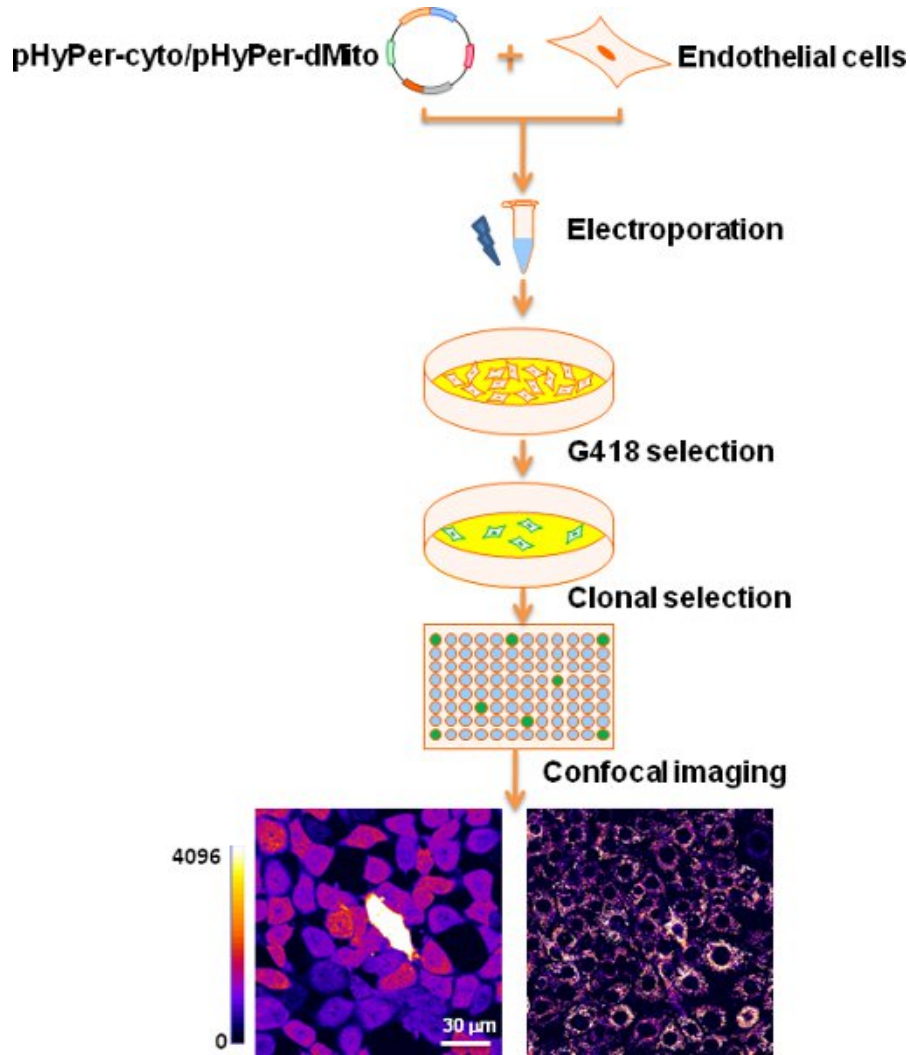 pHyPer-cyto/pHyPer-dMito
+
Endothelial cells
Electroporation
G418 selection
Clonal selection
Confocal imaging
4096
0
30 µm